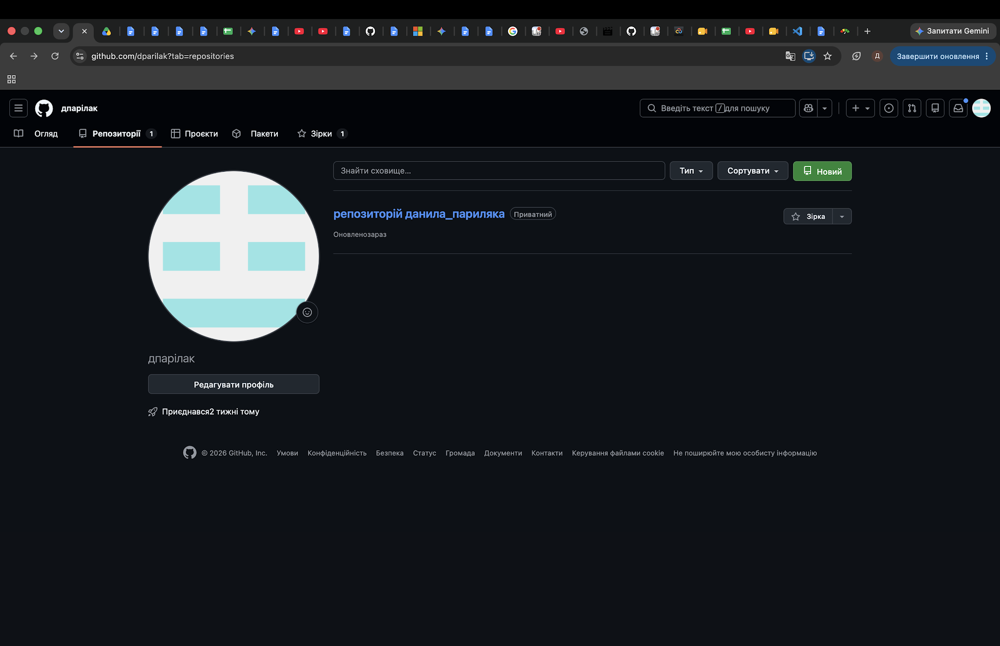 Запитати Gemini
github.com/dparilak?tab=repositories
Д
Завершити оновлення
дпарілак
Введіть текст / для пошуку
Огляд
Репозиторії 1
Проєкти
Пакети
Зірки 1
Знайти сховище...
Тип
Сортувати
Новий
репозиторій данила_париляка
Приватний
Зірка
Оновленозараз
дпарілак
Редагувати профіль
Приєднався2 тижні тому
© 2026 GitHub, Inc.
Умови
Конфіденційність
Безпека
Статус
Громада
Документи
Контакти
Керування файлами cookie
Не поширюйте мою особисту інформацію